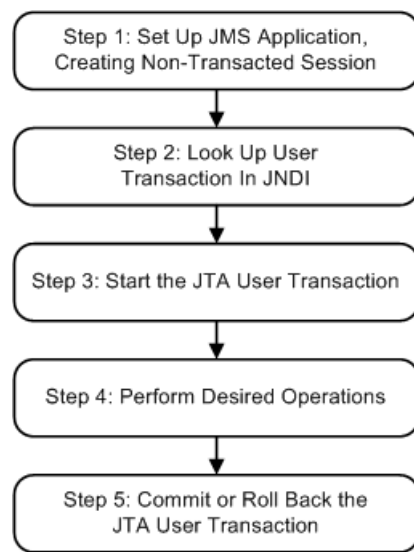 Step 1: Set Up JMS Application,
Creating Non-Transacted Session
Step 2: Look Up User
Transaction In JNDI
Step 3: Start the JTA User Transaction
Step 4: Perform Desired Operations
Step 5: Commit or Roll Back the
JTA User Transaction